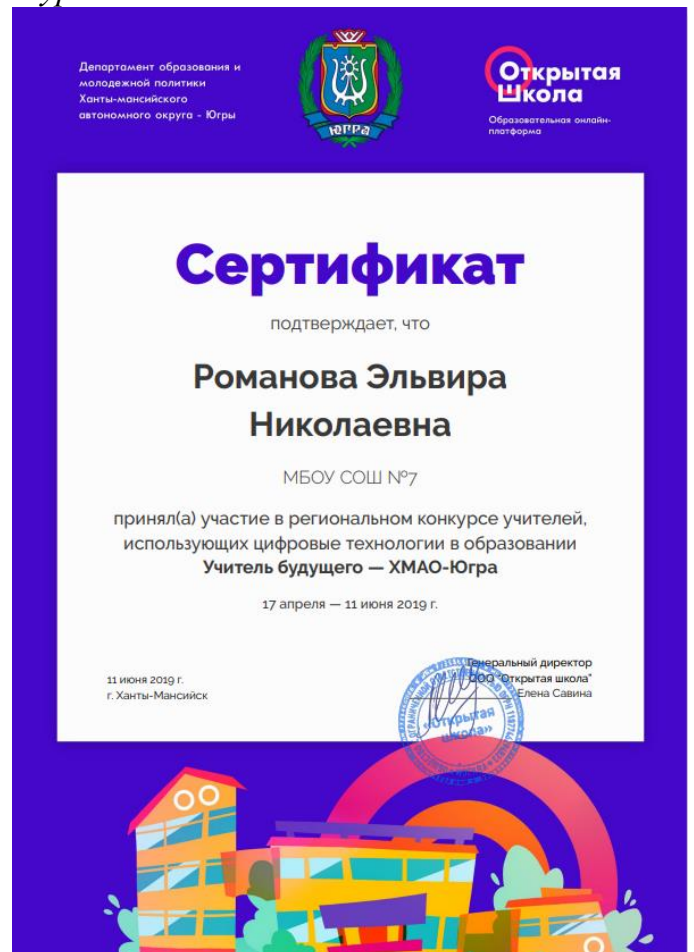 Департамент образования и
молодежной политики
Ханты-мансийского
автономного округа - Югры
ЮГРА
Открытая
Школа
Образовательная онлайн-
платформа
Сертификат
подтверждает, что
Романова Эльвира
Николаевна
МБОУ СОШ №7
принял(а) участие в региональном конкурсе учителей,
использующих цифровые технологии в образовании
Учитель будущего — ХМАО-Югра
17 апреля — 11 июня 2019 г.
11 июня 2019 г.
г. Ханты-Мансийск
Генеральный директор
ООО "Открытая школа"
Елена Савина
«Открытая
школа»